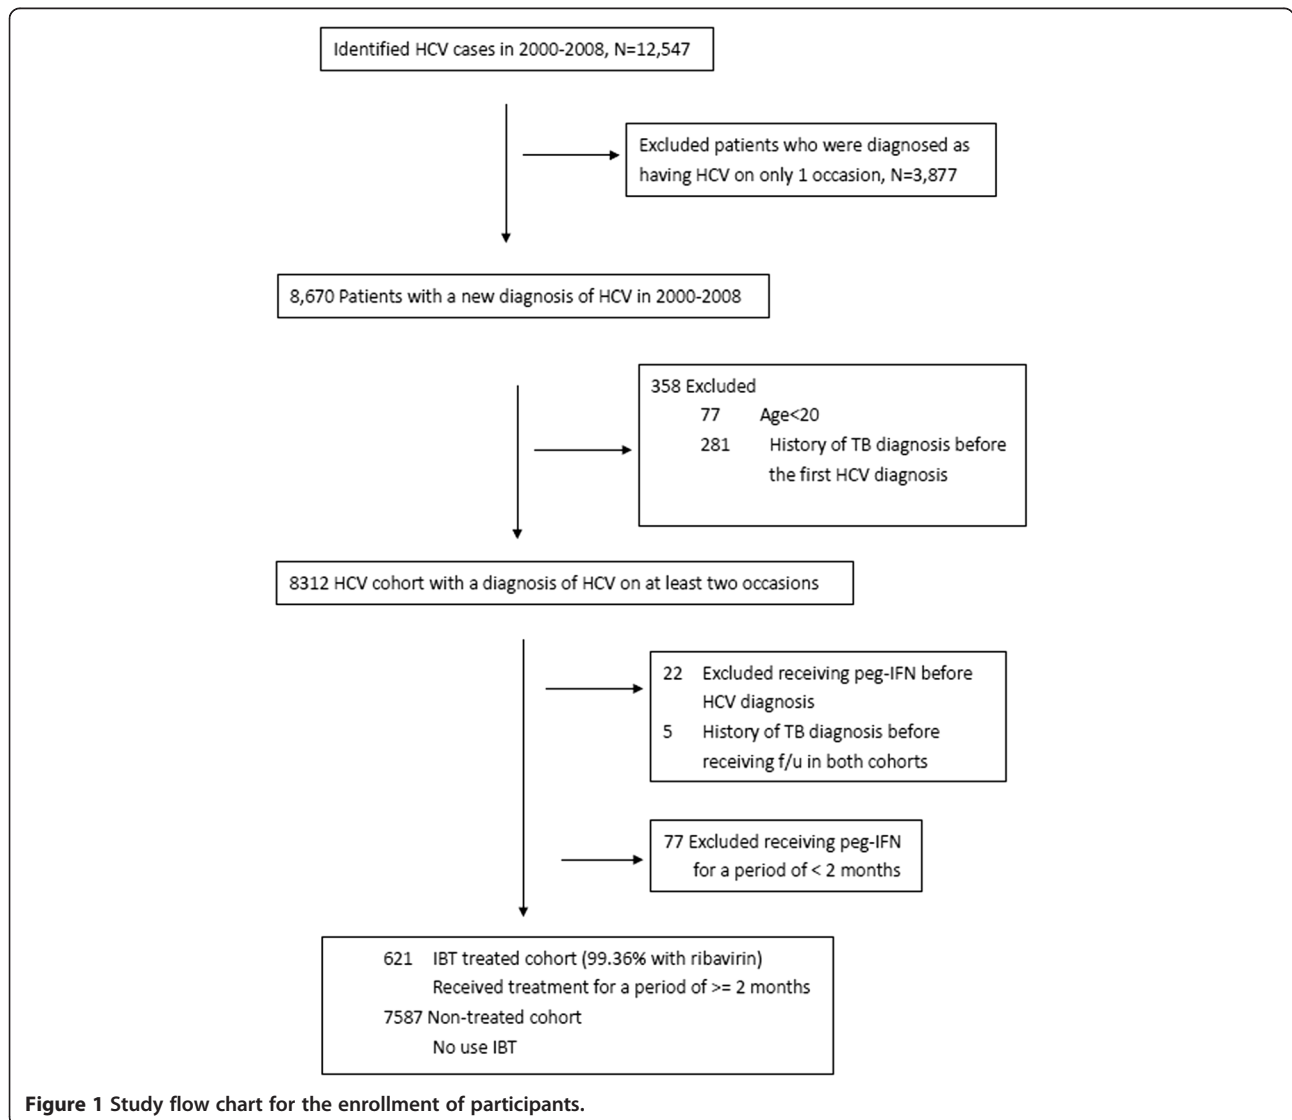 Identified HCV cases in 2000-2008, N=12,547
Excluded patients who were diagnosed as
having HCV on only 1 occasion, N=3,877
8,670 Patients with a new diagnosis of HCV in 2000-2008
358 Excluded
77 Age<20
281 History of TB diagnosis before
the first HCV diagnosis
8312 HCV cohort with a diagnosis of HCV on at least two occasions
22 Excluded receiving peg-IFN before
HCV diagnosis
5 History of TB diagnosis before
receiving f/u in both cohorts
77 Excluded receiving peg-IFN
for a period of < 2 months
621 IBT treated cohort (99.36% with ribavirin)
Received treatment for a period of >= 2 months
7587 Non-treated cohort
No use IBT
Figure 1 Study flow chart for the enrollment of participants.